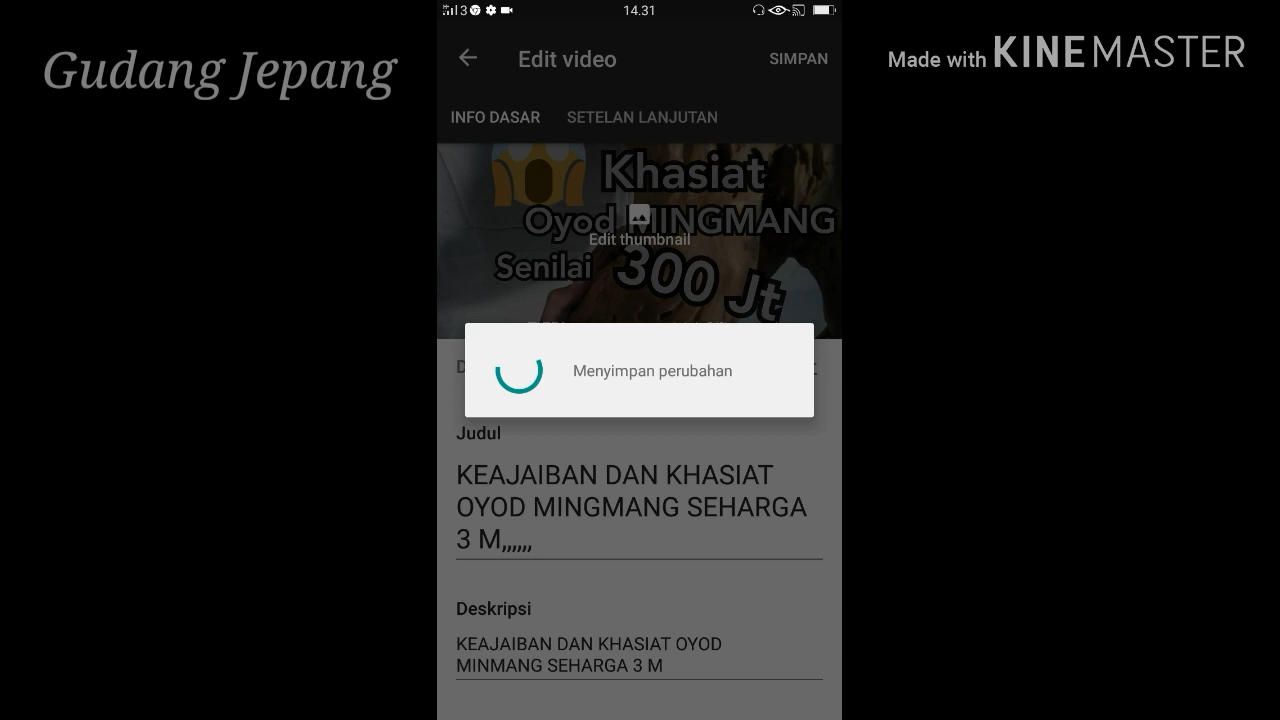 Gudang Jepang
Made with KINEMASTER
3
14.31
Edit video
SIMPAN
INFO DASAR
SETELAN LANJUTAN
Khasiat
Oyod MINGMANG
Edit thumbnail
Senilai 300 Jt
Menyimpan perubahan
Judul
KEAJAIBAN DAN KHASIAT
OYOD MINGMANG SEHARGA
3 M,,,,,,
Deskripsi
KEAJAIBAN DAN KHASIAT OYOD
MINMANG SEHARGA 3 M